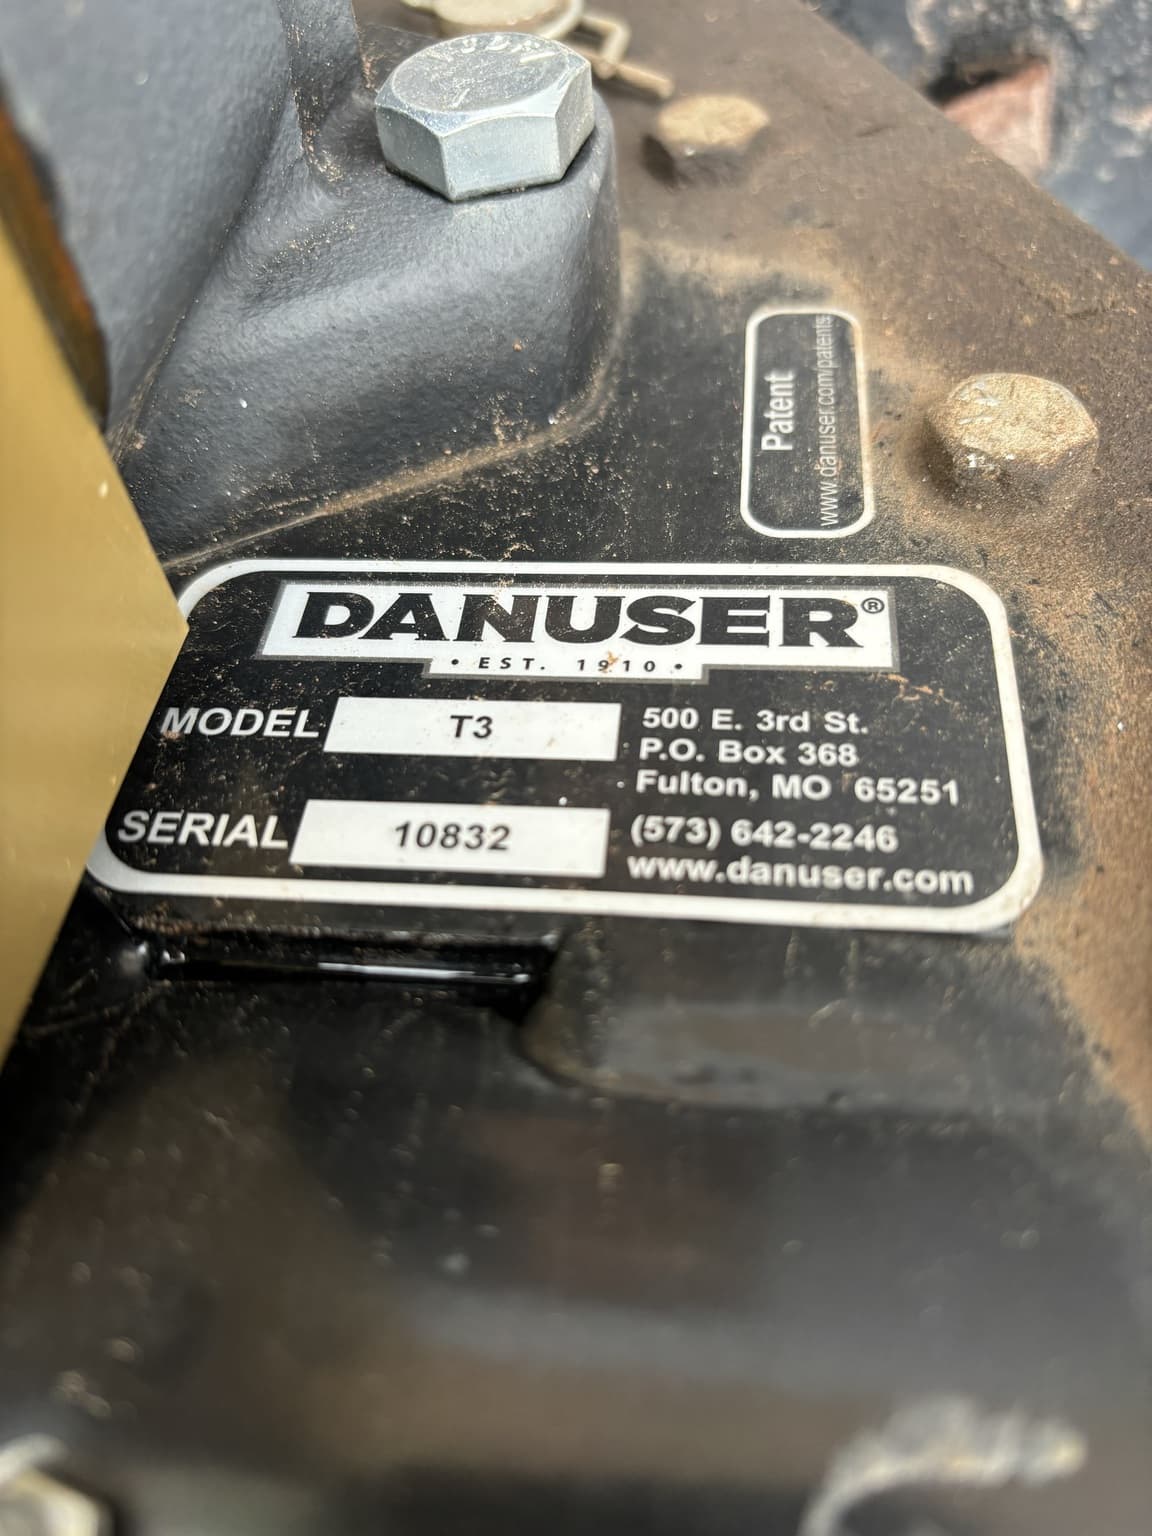 Patent
www.danuser.com/patents
DANUSER®
• EST. 1910 •
MODEL T3
SERIAL 10832
500 E. 3rd St.
P.O. Box 368
Fulton, MO 65251
(573) 642-2246
www.danuser.com